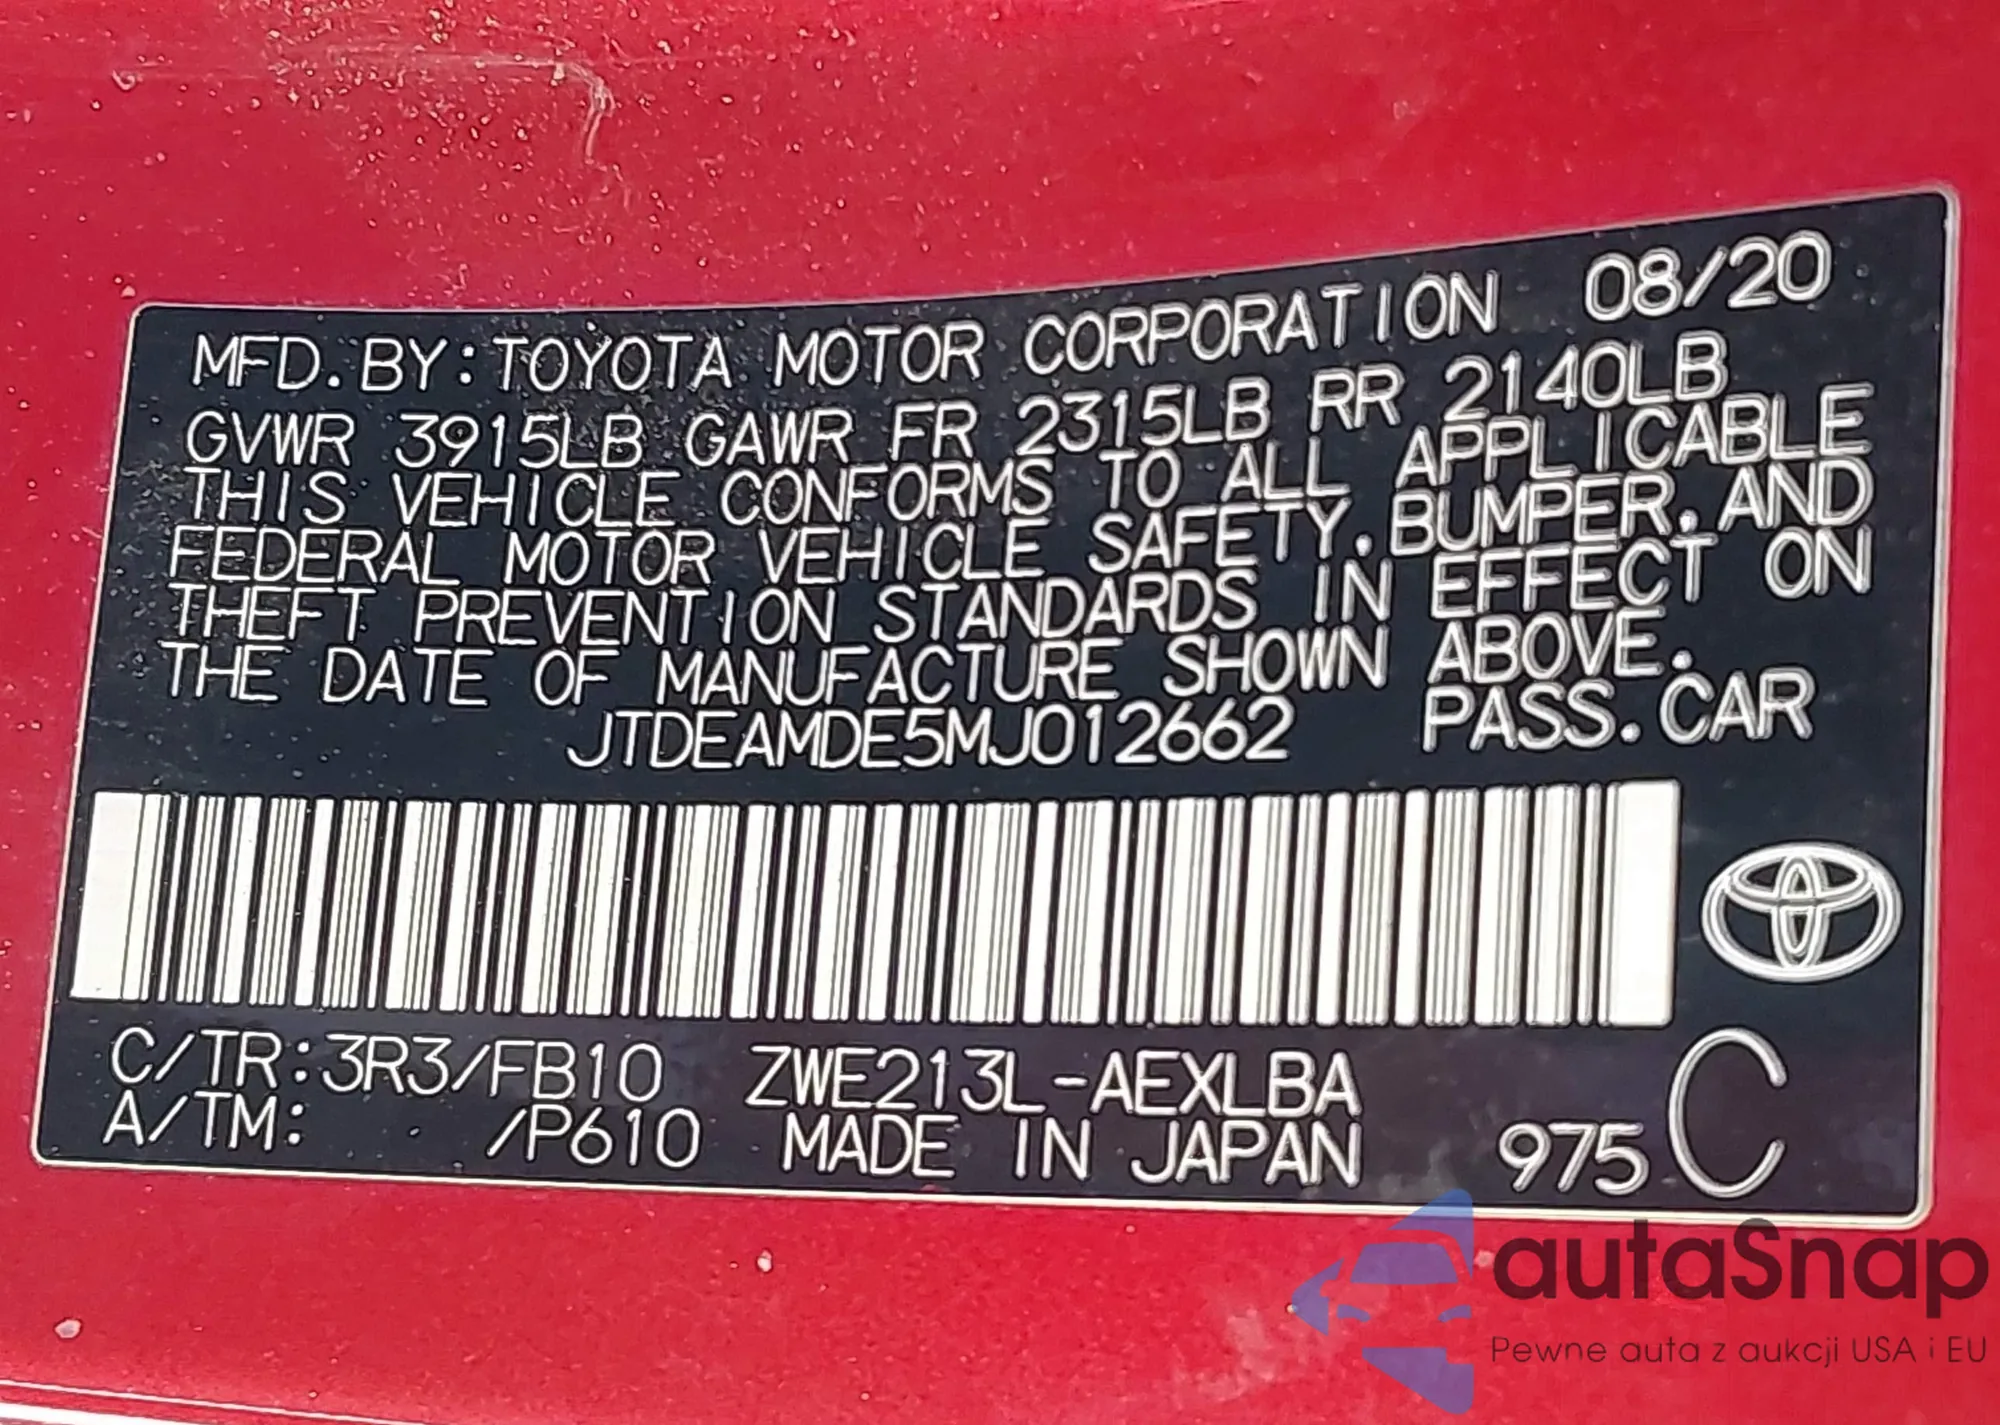 MFD. BY: TOYOTA MOTOR CORPORATION 08/20
GVWR 3915LB GAWR FR 2315LB RR 2140LB
THIS VEHICLE CONFORMS TO ALL APPLICABLE
FEDERAL MOTOR VEHICLE SAFETY, BUMPER, AND
THEFT PREVENTION STANDARDS IN EFFECT ON
THE DATE OF MANUFACTURE SHOWN ABOVE.
JTDEAMDE5MJ012662 PASS. CAR
C/TR: 3R3/FB10 ZWE213L-AEXLBA C
A/TM: /P610 MADE IN JAPAN 975
autaSnap
Pewne auta z aukcji USA i EU